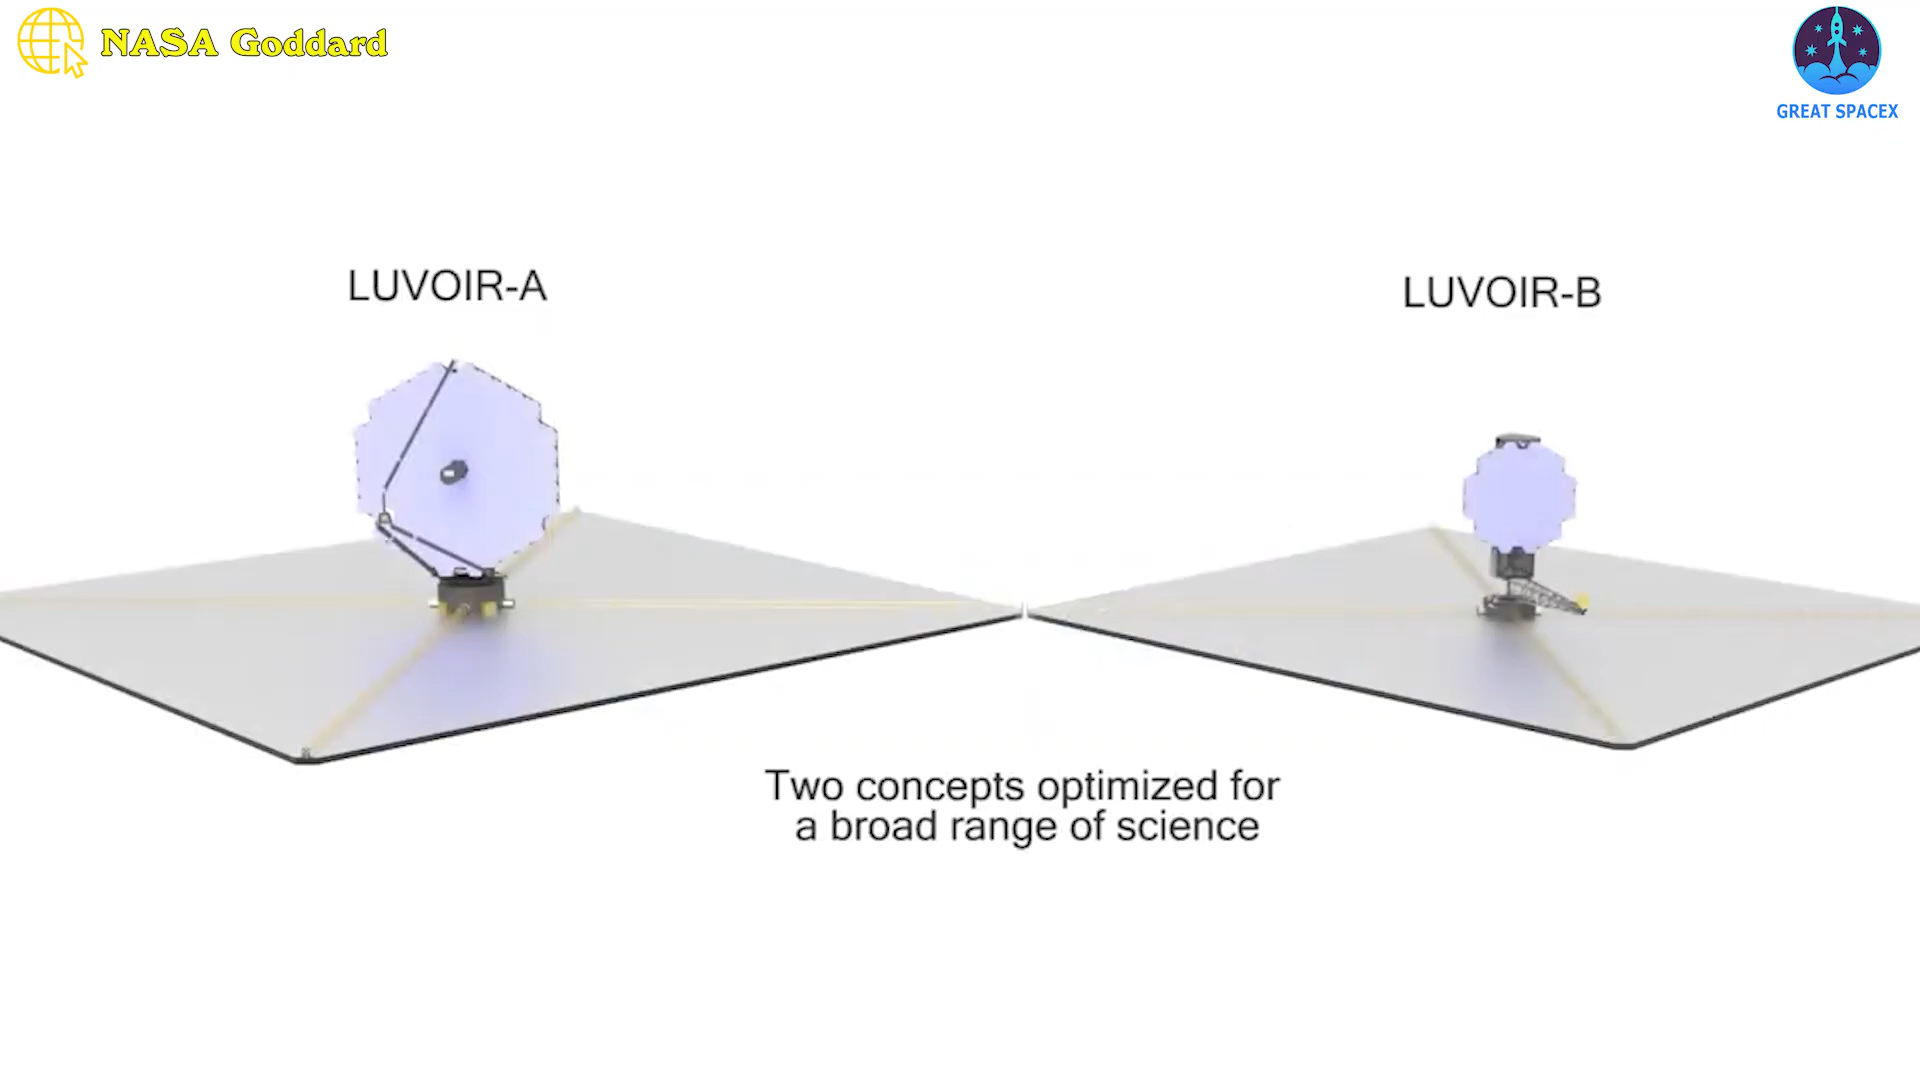 NASA Goddard
GREAT SPACEX
LUVOIR-A
LUVOIR-B
Two concepts optimized for
a broad range of science